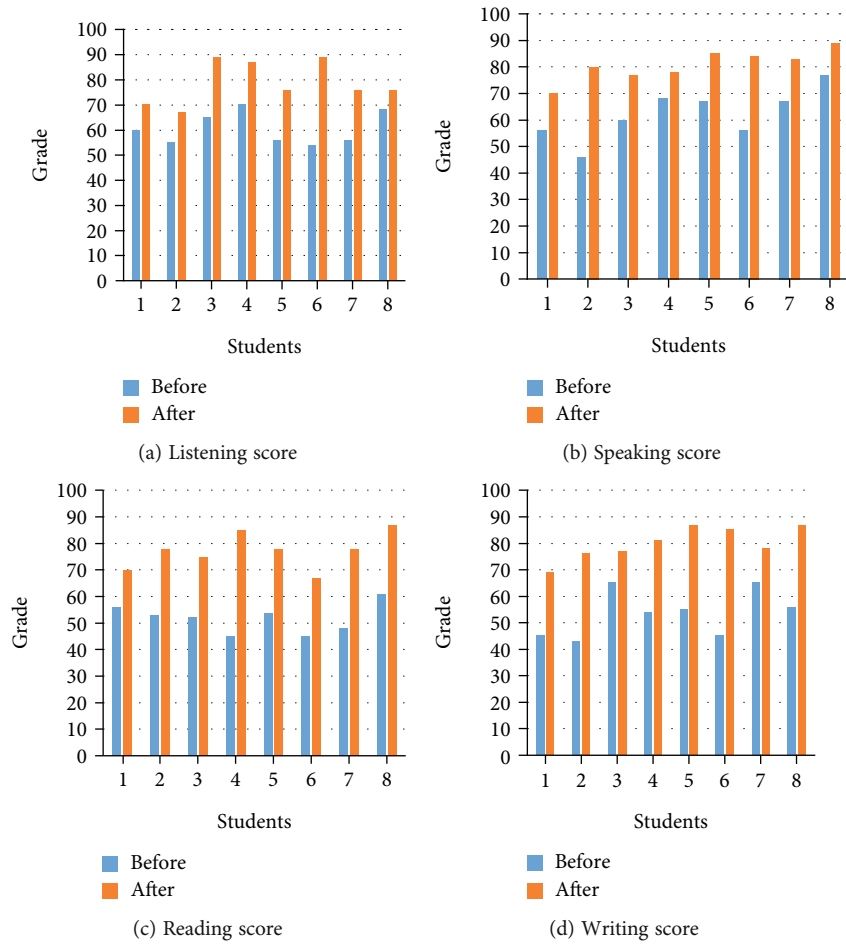 100
90
80
70
60
50
40
30
20
10
0
Grade
1 2 3 4 5 6 7 8
Students
Before
After
(a) Listening score
100
90
80
70
60
50
40
30
20
10
0
Grade
1 2 3 4 5 6 7 8
Students
Before
After
(b) Speaking score
100
90
80
70
60
50
40
30
20
10
0
Grade
1 2 3 4 5 6 7 8
Students
Before
After
(c) Reading score
100
90
80
70
60
50
40
30
20
10
0
Grade
1 2 3 4 5 6 7 8
Students
Before
After
(d) Writing score